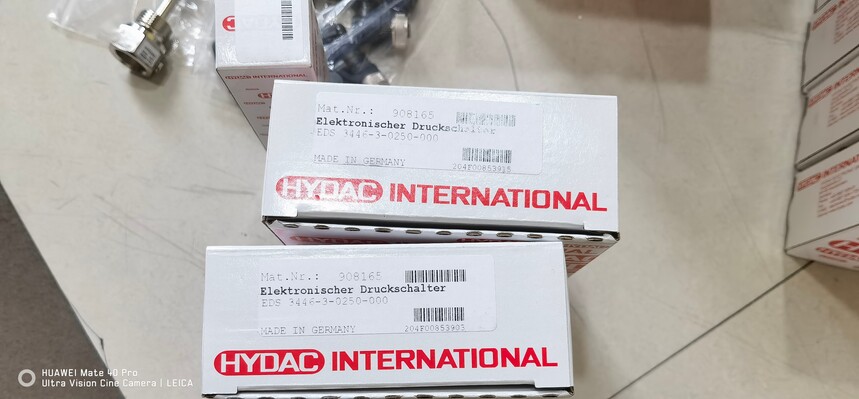 INTERNATIONAL
Mat.Nr.: 908165
Elektronischer Druckschalter
EDS 3446-3-0250-000
MADE IN GERMANY
HYDAC INTERNATIONAL
Mat.Nr.: 908165
Elektronischer Druckschalter
EDS 3446-3-0250-000
MADE IN GERMANY
HYDAC INTERNATIONAL
HUAWEI Mate 40 Pro
Ultra Vision Cine Camera | LEICA